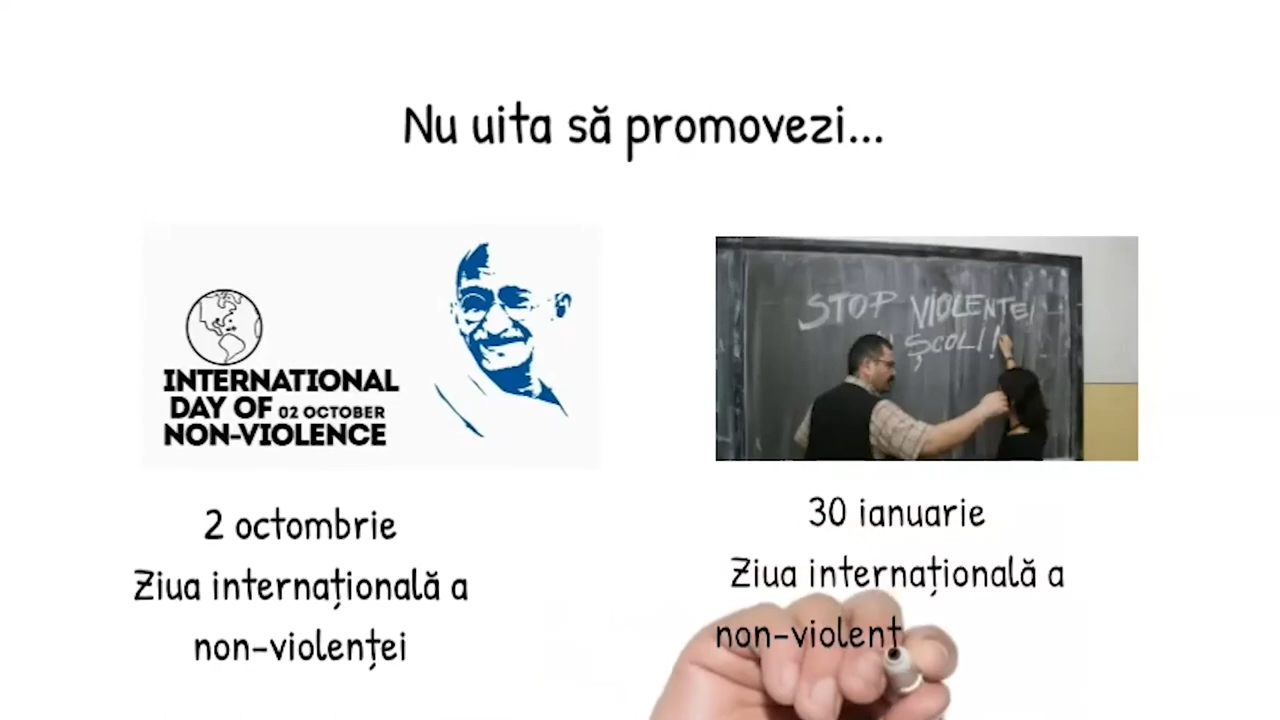 Nu uita să promovezi...
INTERNATIONAL
DAY OF 02 OCTOBER
NON-VIOLENCE
STOP VIOLENȚEI
ȘCOLI!
2 octombrie
Ziua internațională a
non-violenței
30 ianuarie
Ziua internațională a
non-violenț